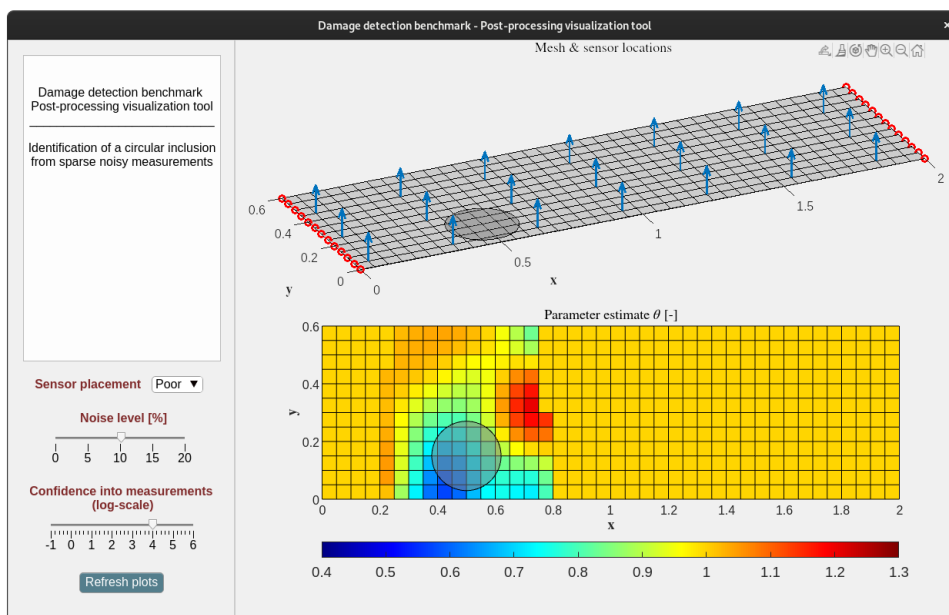 Damage detection benchmark - Post-processing visualization tool
Damage detection benchmark
Post-processing visualization tool
Identification of a circular inclusion
from sparse noisy measurements
Sensor placement Poor ▼
Noise level [%]
0 5 10 15 20
Confidence into measurements
(log-scale)
-1 0 1 2 3 4 5 6
Refresh plots
Mesh & sensor locations
0.6
0.4
0.2
0
y
0
0.5
1
1.5
2
x
Parameter estimate θ [-]
0.6
0.4
0.2
0
y
0 0.2 0.4 0.6 0.8 1 1.2 1.4 1.6 1.8 2
x
0.4 0.5 0.6 0.7 0.8 0.9 1 1.1 1.2 1.3